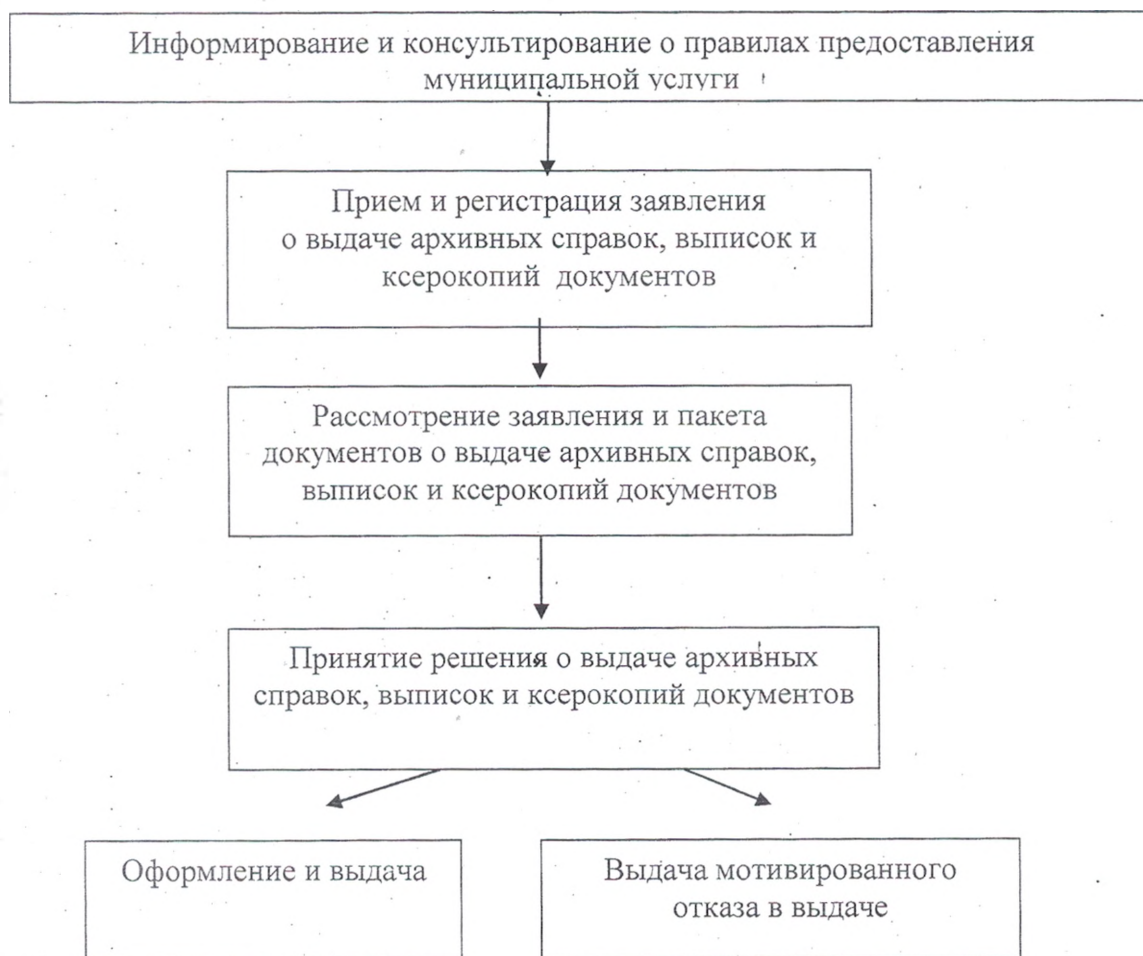 Информирование и консультирование о правилах предоставления
муниципальной услуги
Прием и регистрация заявления
о выдаче архивных справок, выписок и
ксерокопий документов
Рассмотрение заявления и пакета
документов о выдаче архивных справок,
выписок и ксерокопий документов
Принятие решения о выдаче архивных
справок, выписок и ксерокопий документов
Оформление и выдача
Выдача мотивированного
отказа в выдаче